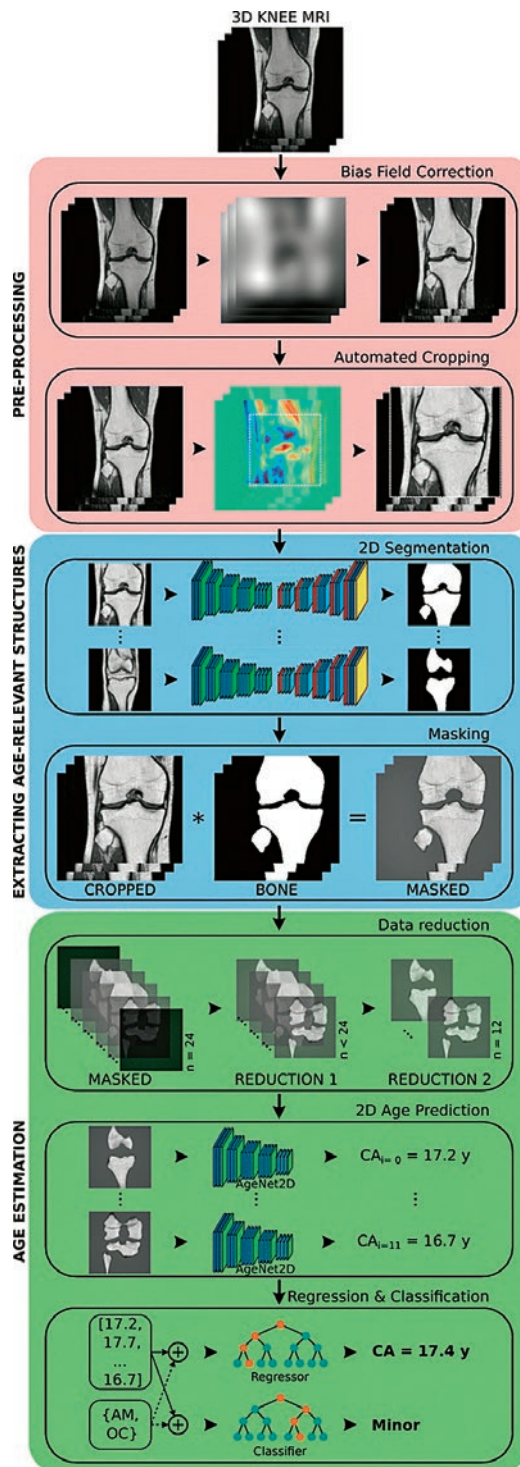 3D KNEE MRI
PRE-PROCESSING
Bias Field Correction
Automated Cropping
EXTRACTING AGE-RELEVANT STRUCTURES
2D Segmentation
Masking
* =
CROPPED BONE MASKED
AGE ESTIMATION
Data reduction
n = 24
n < 24
n = 12
MASKED REDUCTION 1 REDUCTION 2
2D Age Prediction
AgeNet2D
CAi=0 = 17.2 y
AgeNet2D
CAi=11 = 16.7 y
Regression & Classification
[17.2,
17.7,
...
16.7]
Regressor
CA = 17.4 y
{AM,
OC}
Classifier
Minor